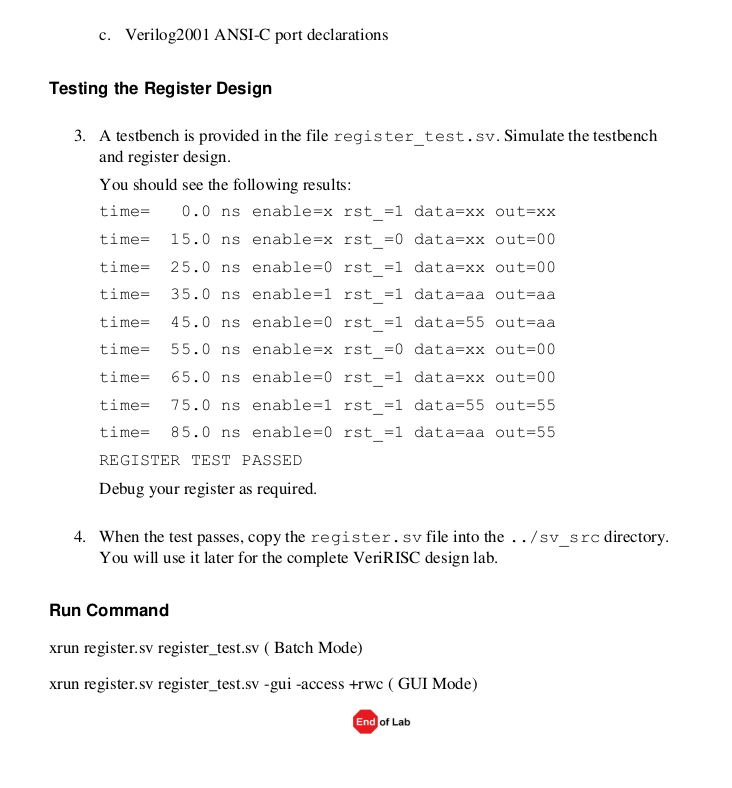 c. Verilog2001 ANSI-C port declarations
Testing the Register Design
3. A testbench is provided in the file register_test.sv. Simulate the testbench
and register design.
You should see the following results:
time=   0.0 ns enable=x rst_=1 data=xx out=xx
time=  15.0 ns enable=x rst_=0 data=xx out=00
time=  25.0 ns enable=0 rst_=1 data=xx out=00
time=  35.0 ns enable=1 rst_=1 data=aa out=aa
time=  45.0 ns enable=0 rst_=1 data=55 out=aa
time=  55.0 ns enable=x rst_=0 data=xx out=00
time=  65.0 ns enable=0 rst_=1 data=xx out=00
time=  75.0 ns enable=1 rst_=1 data=55 out=55
time=  85.0 ns enable=0 rst_=1 data=aa out=55
REGISTER TEST PASSED
Debug your register as required.
4. When the test passes, copy the register.sv file into the ../sv_src directory.
You will use it later for the complete VeriRISC design lab.
Run Command
xrun register.sv register_test.sv ( Batch Mode)
xrun register.sv register_test.sv -gui -access +rwc ( GUI Mode)
End of Lab